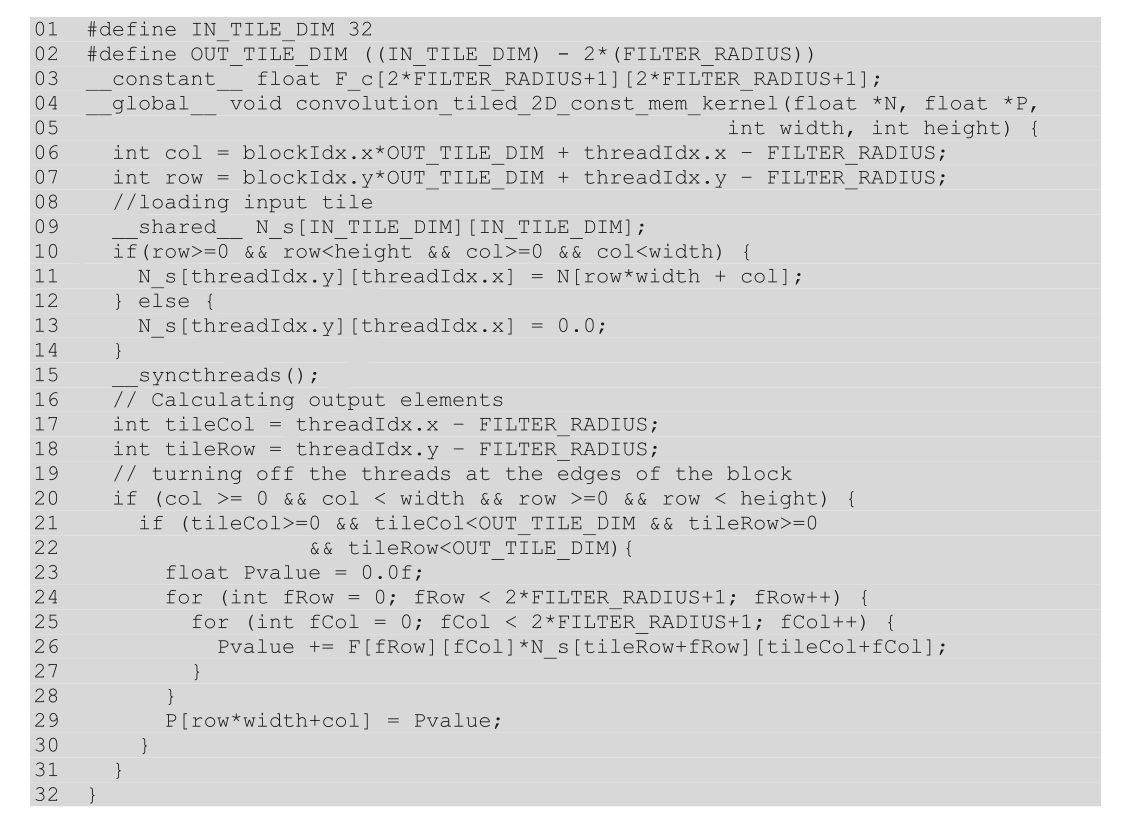 01 #define IN_TILE_DIM 32
02 #define OUT_TILE_DIM ((IN_TILE_DIM) - 2*(FILTER_RADIUS))
03 __constant__ float F_c[2*FILTER_RADIUS+1][2*FILTER_RADIUS+1];
04 __global__ void convolution_tiled_2D_const_mem_kernel(float *N, float *P,
05                                                 int width, int height) {
06   int col = blockIdx.x*OUT_TILE_DIM + threadIdx.x - FILTER_RADIUS;
07   int row = blockIdx.y*OUT_TILE_DIM + threadIdx.y - FILTER_RADIUS;
08   //loading input tile
09   __shared__ N_s[IN_TILE_DIM][IN_TILE_DIM];
10   if(row>=0 && row<height && col>=0 && col<width) {
11     N_s[threadIdx.y][threadIdx.x] = N[row*width + col];
12   } else {
13     N_s[threadIdx.y][threadIdx.x] = 0.0;
14   }
15   __syncthreads();
16   // Calculating output elements
17   int tileCol = threadIdx.x - FILTER_RADIUS;
18   int tileRow = threadIdx.y - FILTER_RADIUS;
19   // turning off the threads at the edges of the block
20   if (col >= 0 && col < width && row >=0 && row < height) {
21     if (tileCol>=0 && tileCol<OUT_TILE_DIM && tileRow>=0
22                  && tileRow<OUT_TILE_DIM){
23       float Pvalue = 0.0f;
24       for (int fRow = 0; fRow < 2*FILTER_RADIUS+1; fRow++) {
25         for (int fCol = 0; fCol < 2*FILTER_RADIUS+1; fCol++) {
26           Pvalue += F[fRow][fCol]*N_s[tileRow+fRow][tileCol+fCol];
27         }
28       }
29       P[row*width+col] = Pvalue;
30     }
31   }
32 }